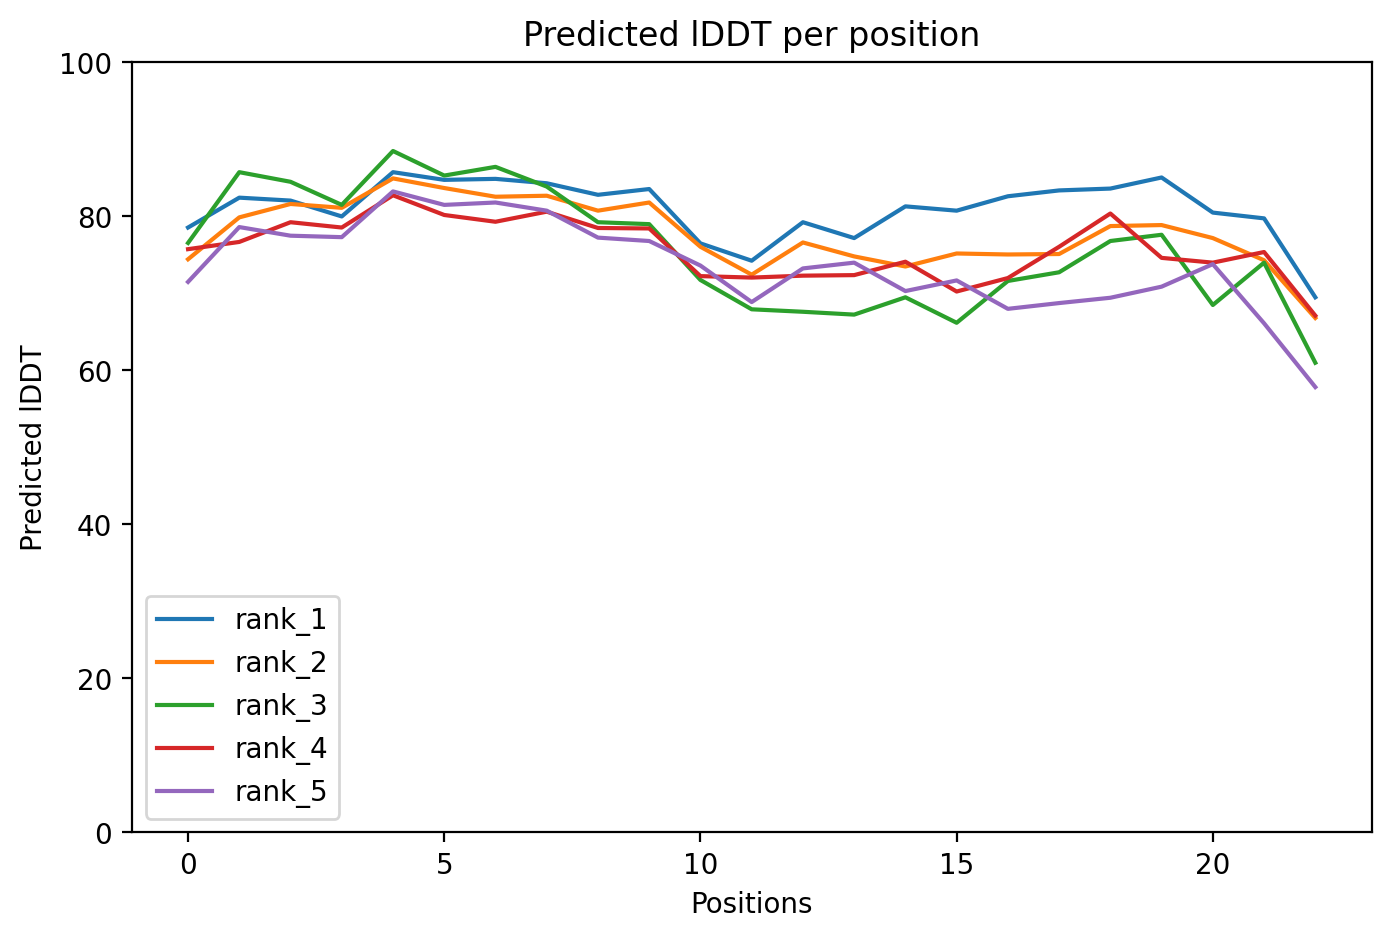 Predicted lDDT per position
100
80
60
40
20
0
Predicted lDDT
rank_1
rank_2
rank_3
rank_4
rank_5
0 5 10 15 20
Positions